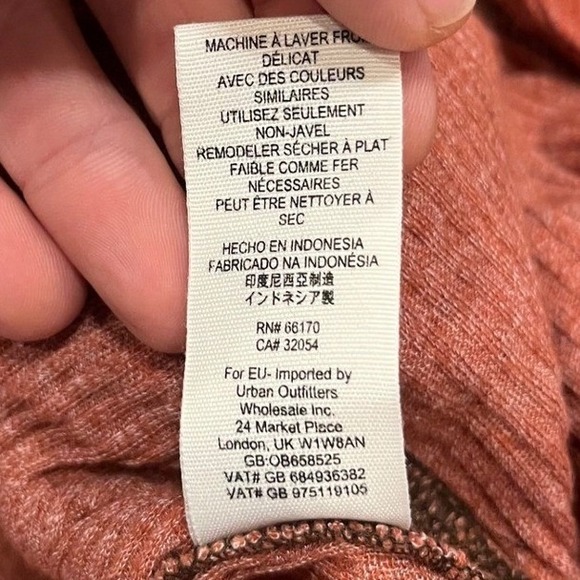 MACHINE À LAVER
DÉLICAT
AVEC DES COULEURS
SIMILAIRES
UTILISEZ SEULEMENT
NON-JAVEL
REMODELER SÉCHER À PLAT
FAIBLE COMME FER
NÉCESSAIRES
PEUT ÊTRE NETTOYER À
SEC
HECHO EN INDONESIA
FABRICADO NA INDONÉSIA
印度尼西亞制造
インドネシア製
RN# 66170
CA# 32054
For EU- Imported by
Urban Outfitters
Wholesale Inc.
24 Market Place
London, UK W1W8AN
GB:OB658525
VAT# GB 684936382
VAT# GB 975119105